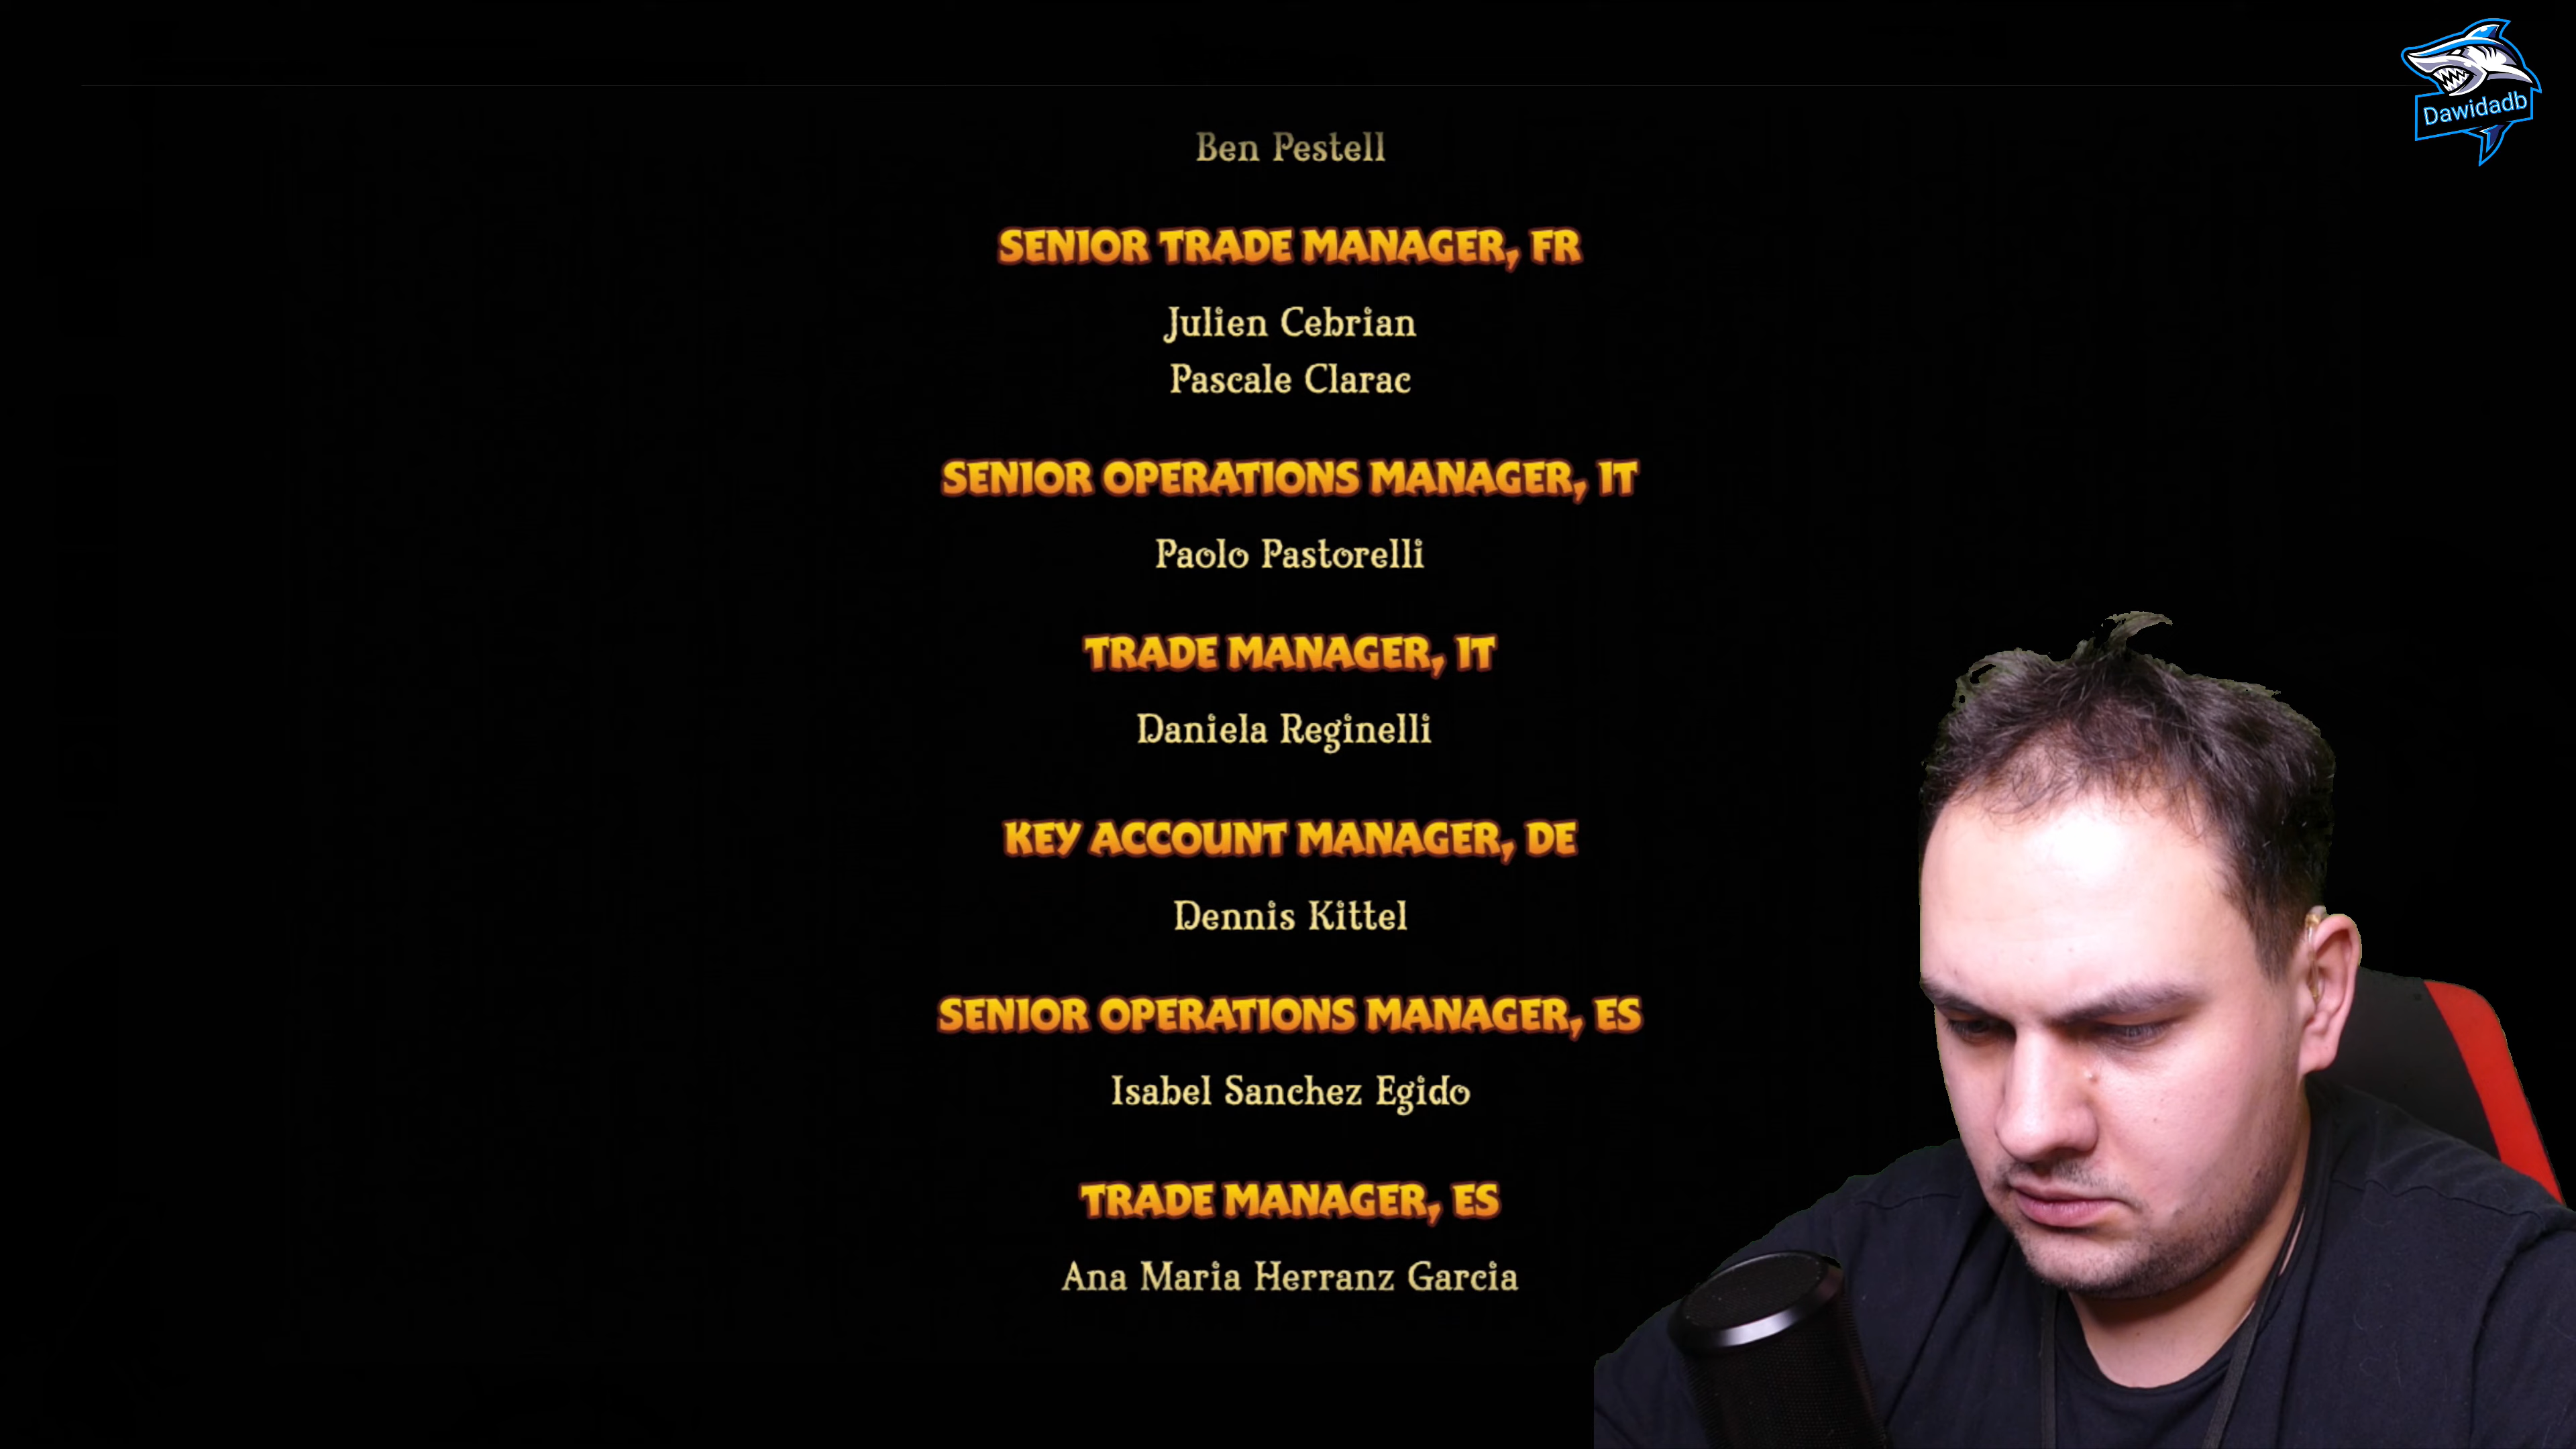 Dawidadb
Ben Pestell
SENIOR TRADE MANAGER, FR
Julien Cebrian
Pascale Clarac
SENIOR OPERATIONS MANAGER, IT
Paolo Pastorelli
TRADE MANAGER, IT
Daniela Reginelli
KEY ACCOUNT MANAGER, DE
Dennis Kittel
SENIOR OPERATIONS MANAGER, ES
Isabel Sanchez Egido
TRADE MANAGER, ES
Ana Maria Herranz Garcia